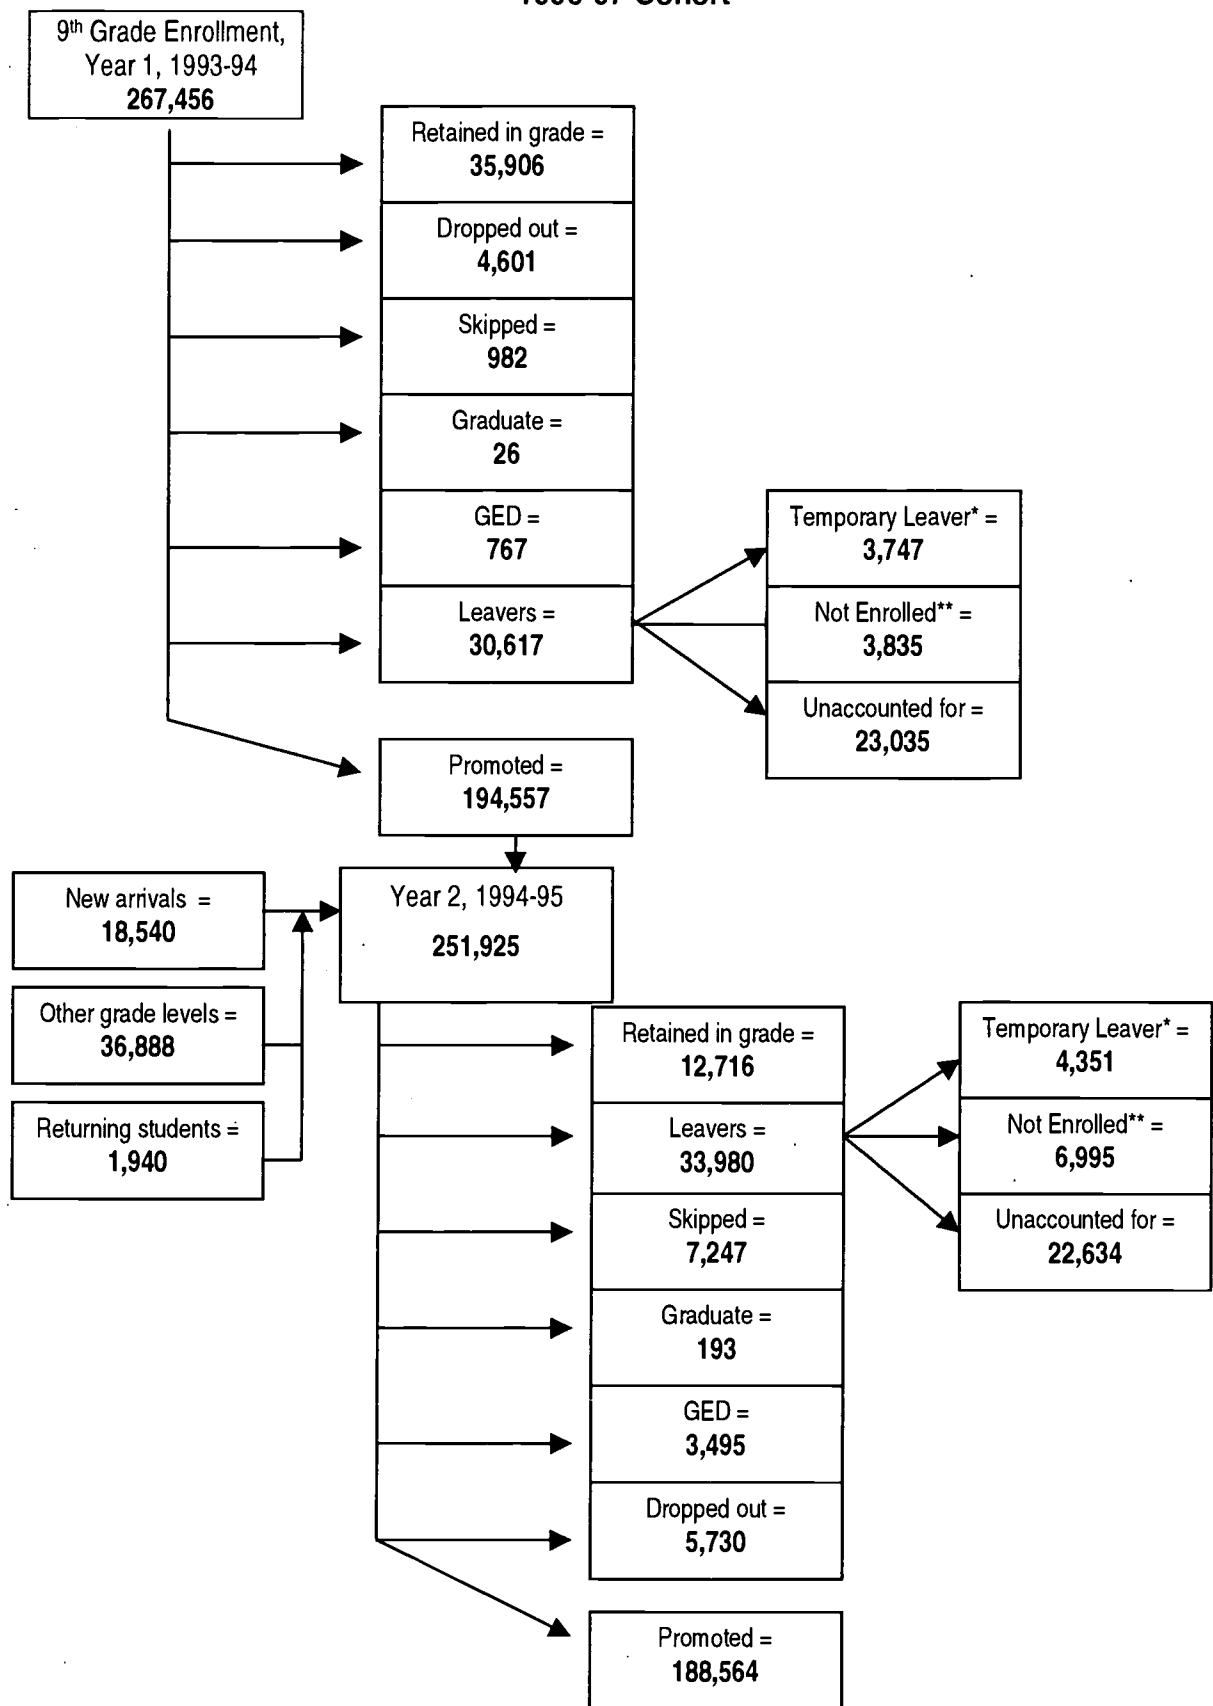 9th Grade Enrollment,
Year 1, 1993-94
267,456
Retained in grade =
35,906
Dropped out =
4,601
Skipped =
982
Graduate =
26
GED =
767
Leavers =
30,617
Temporary Leaver* =
3,747
Not Enrolled** =
3,835
Unaccounted for =
23,035
Promoted =
194,557
New arrivals =
18,540
Other grade levels =
36,888
Returning students =
1,940
Year 2, 1994-95
251,925
Retained in grade =
12,716
Leavers =
33,980
Skipped =
7,247
Graduate =
193
GED =
3,495
Dropped out =
5,730
Temporary Leaver* =
4,351
Not Enrolled** =
6,995
Unaccounted for =
22,634
Promoted =
188,564